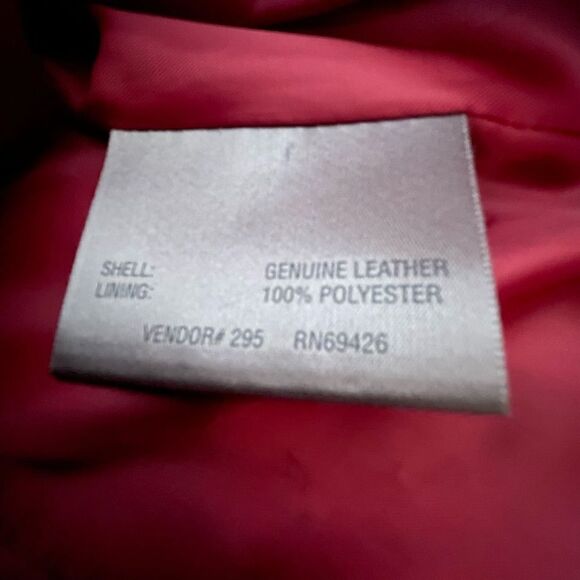 SHELL: GENUINE LEATHER
LINING: 100% POLYESTER
VENDOR# 295 RN69426